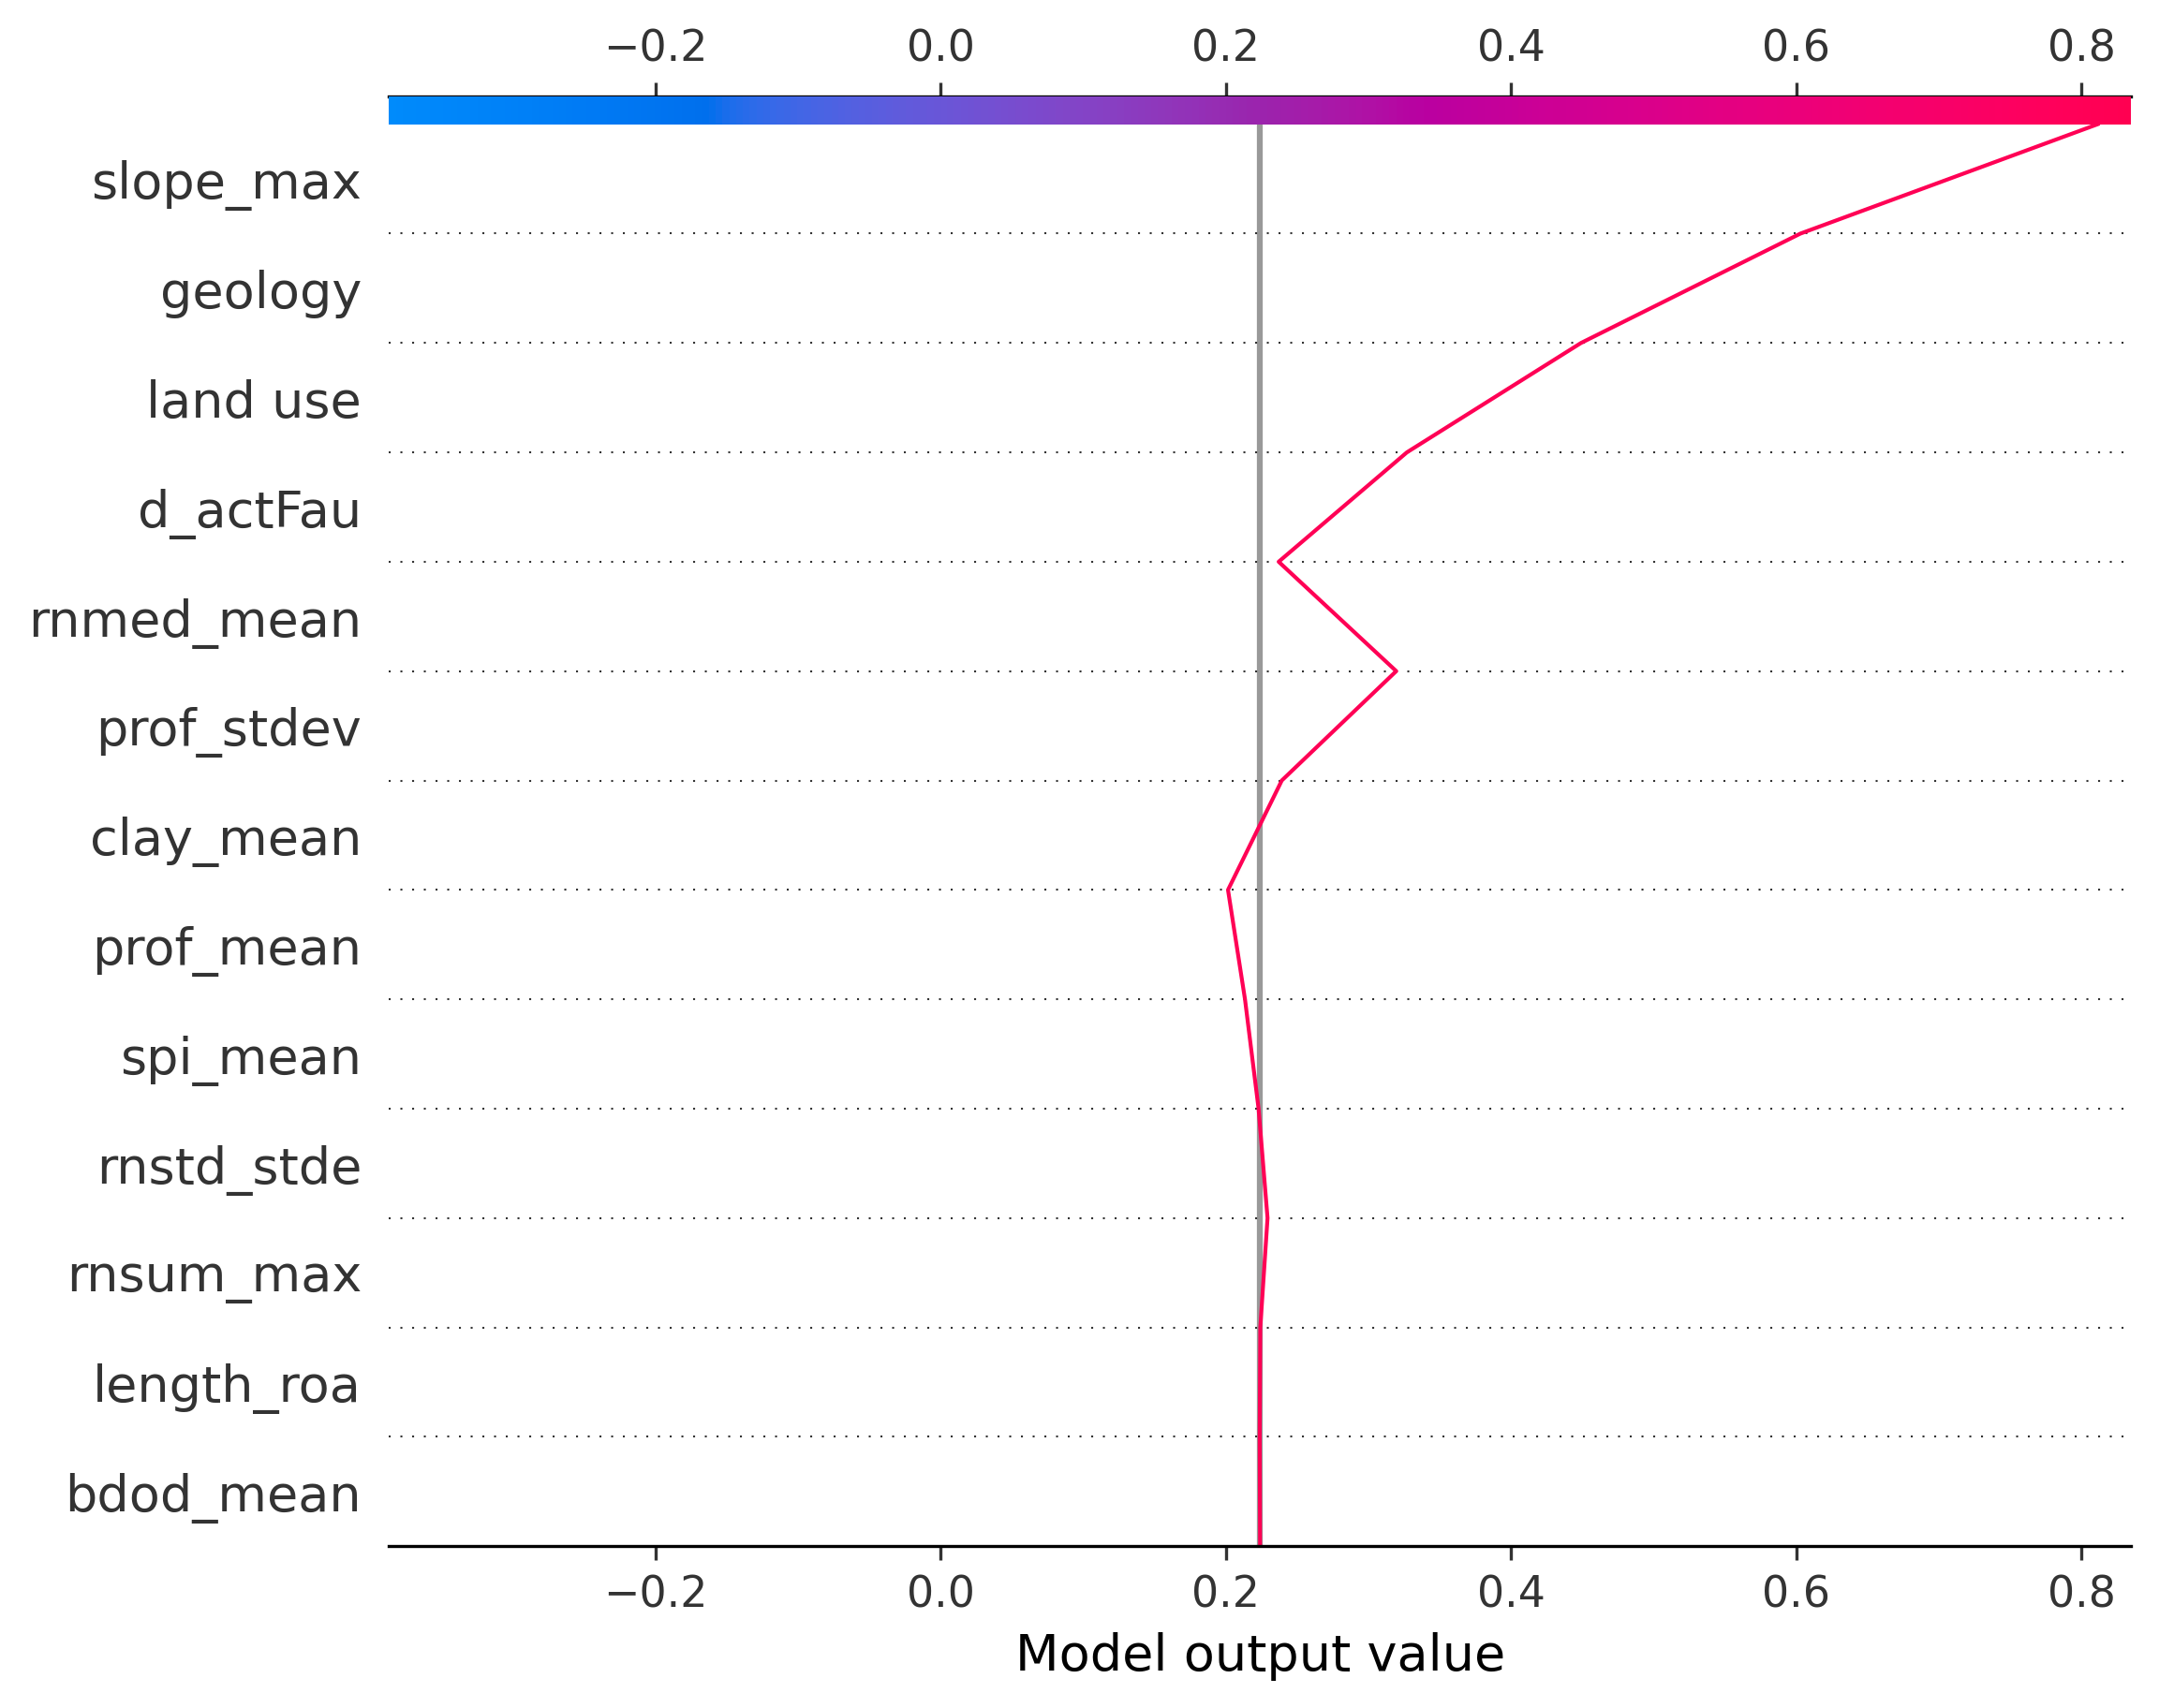 −0.2 0.0 0.2 0.4 0.6 0.8
slope_max
geology
land use
d_actFau
rnmed_mean
prof_stdev
clay_mean
prof_mean
spi_mean
rnstd_stde
rnsum_max
length_roa
bdod_mean
−0.2 0.0 0.2 0.4 0.6 0.8
Model output value